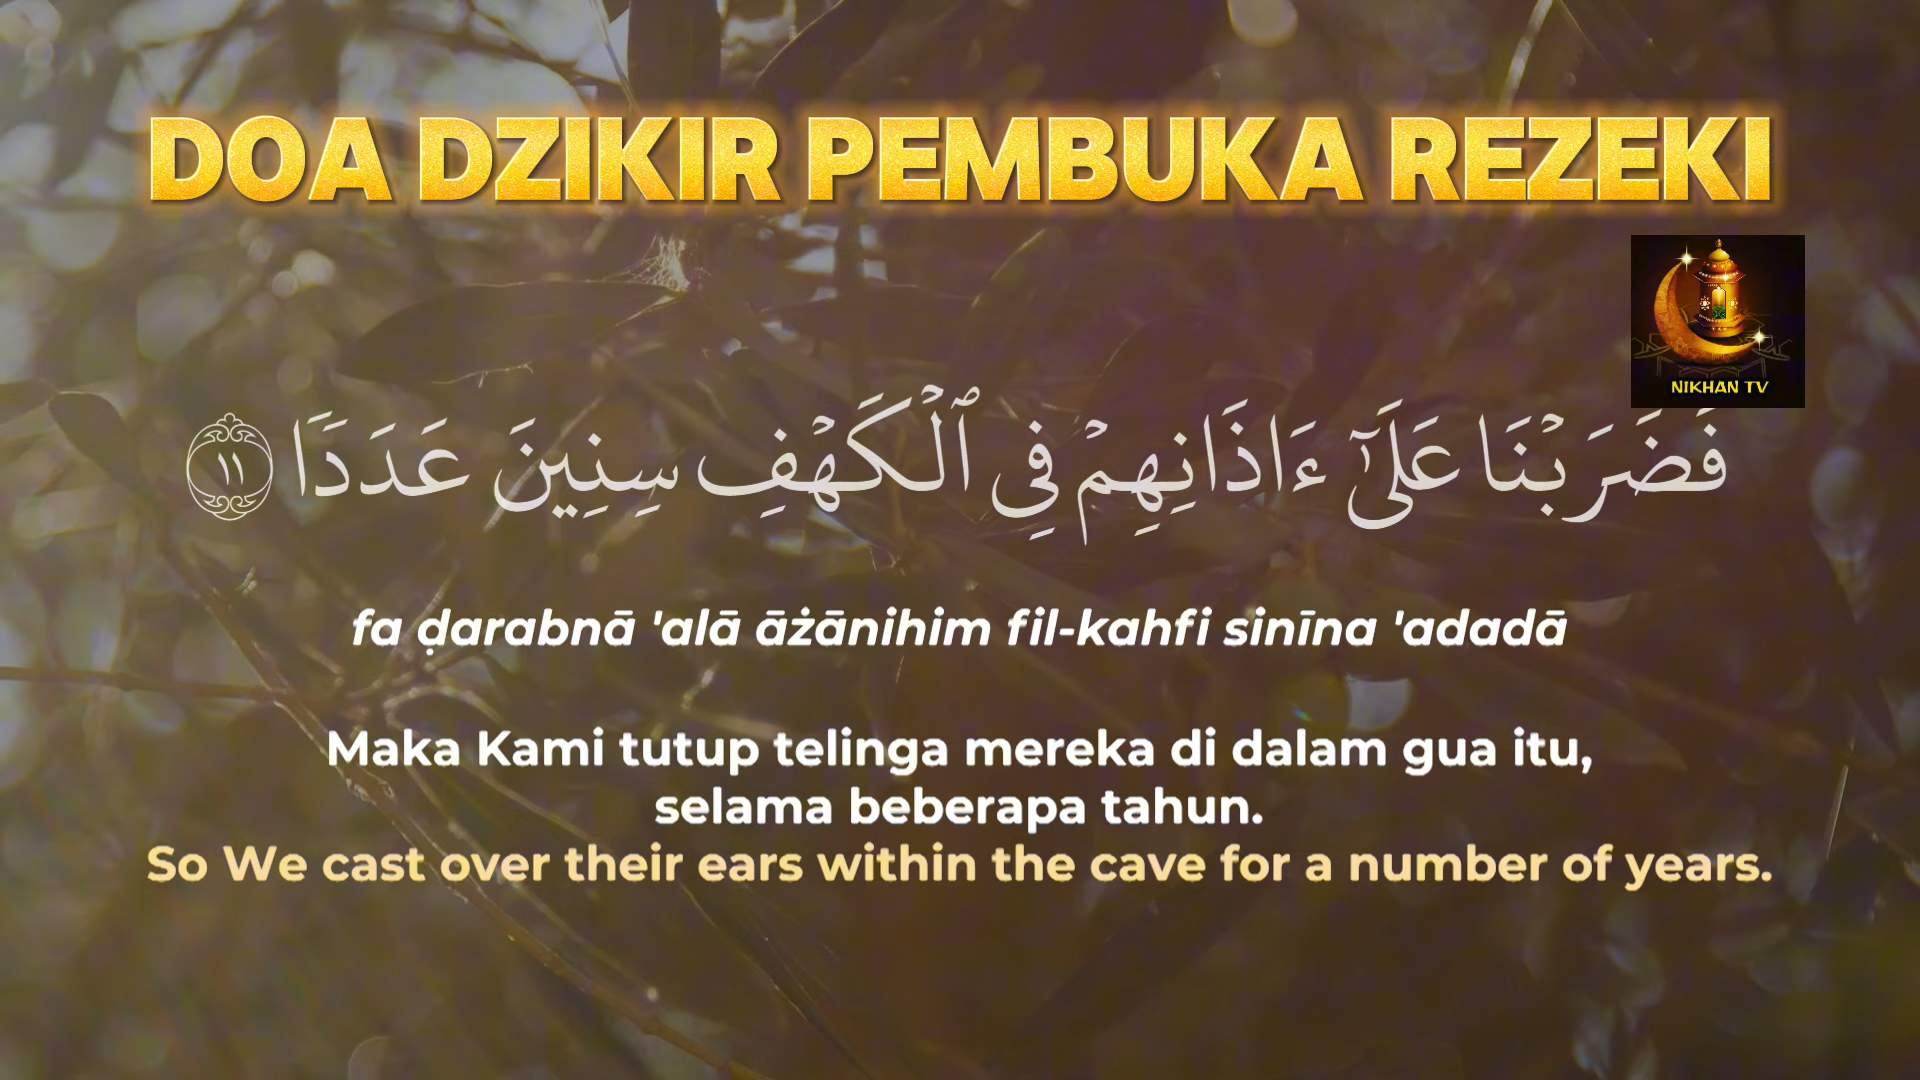 DOA DZIKIR PEMBUKA REZEKI
NIKHAN TV
فَضَرَبْنَا عَلَىٰٓ ءَاذَانِهِمْ فِى ٱلْكَهْفِ سِنِينَ عَدَدًا ١١
fa ḍarabnā 'alā āżānihim fil-kahfi sinīna 'adadā
Maka Kami tutup telinga mereka di dalam gua itu,
selama beberapa tahun.
So We cast over their ears within the cave for a number of years.